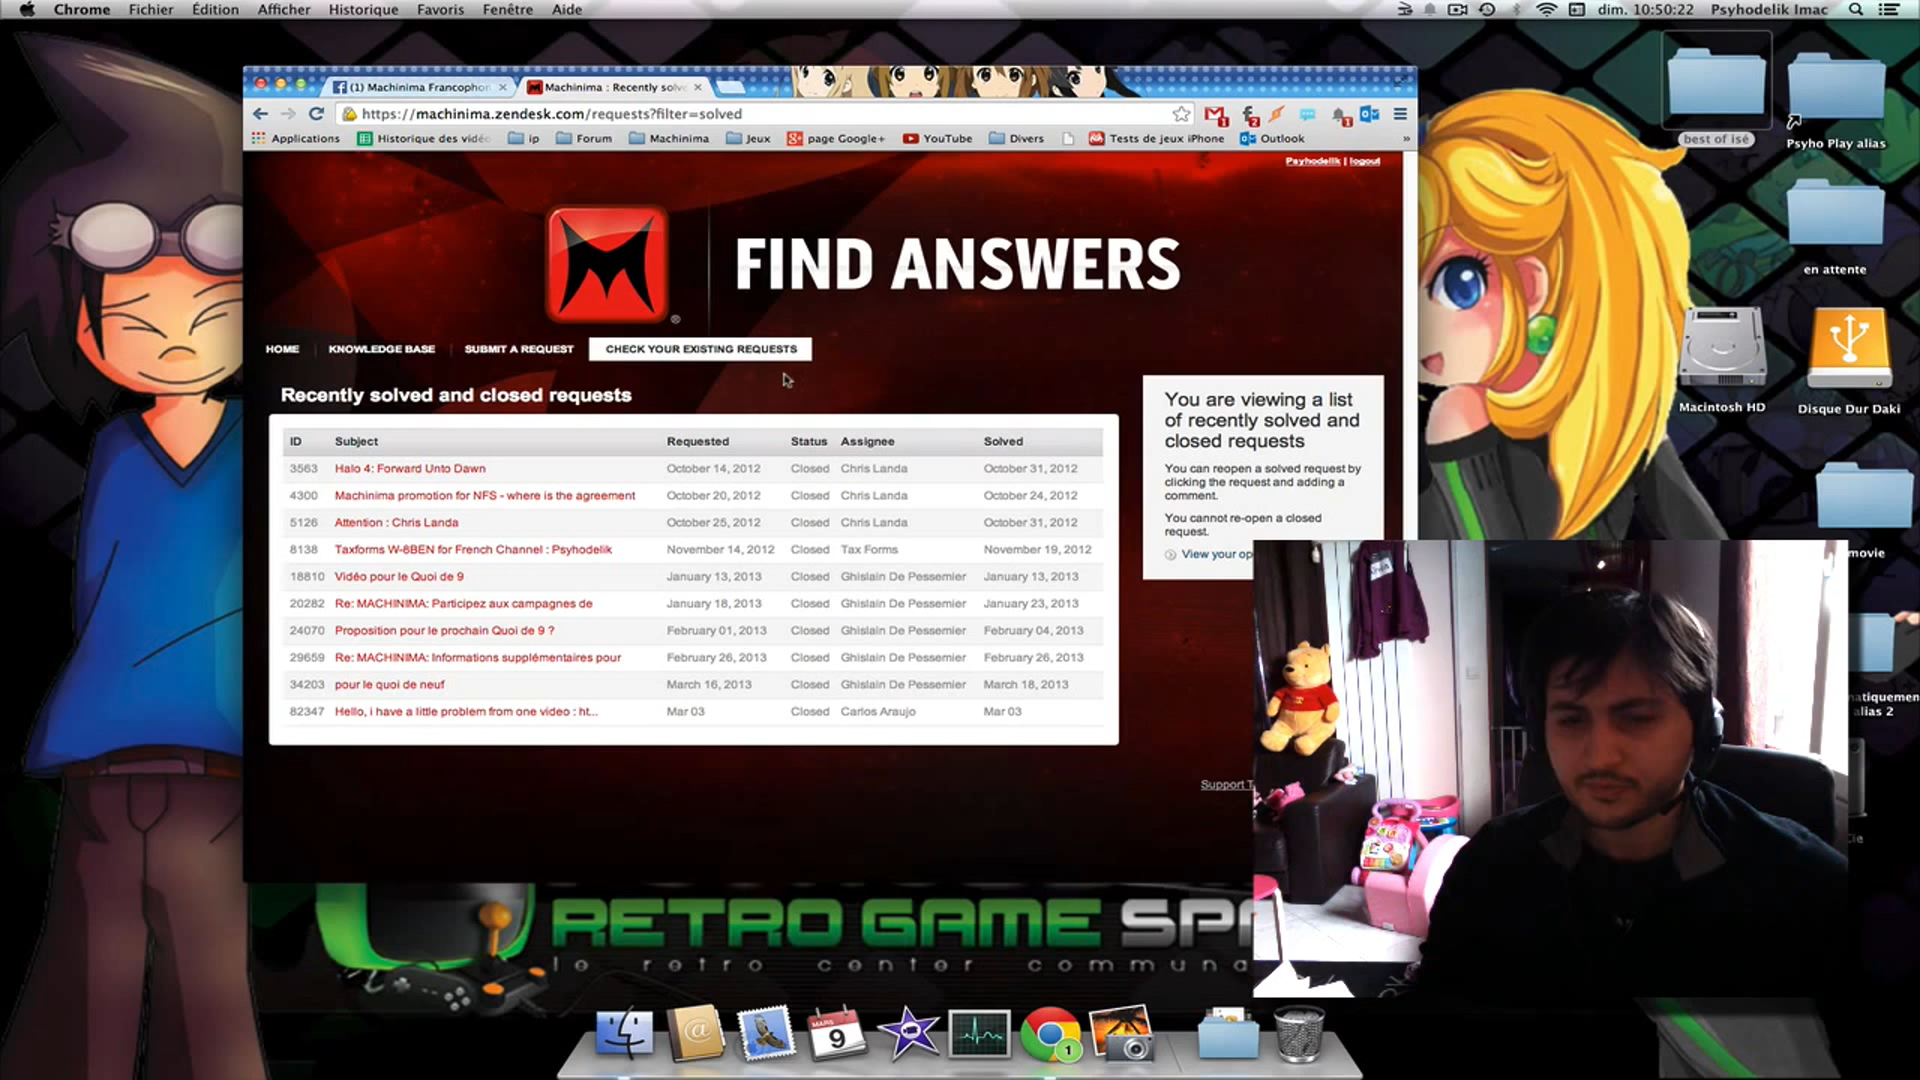 Chrome Fichier Édition Afficher Historique Favoris Fenêtre Aide
dim. 10:50:22 Psyhodelik Imac
(1) Machinima Francophon
Machinima : Recently solv
https://machinima.zendesk.com/requests?filter=solved
Applications Historique des vidé ip Forum Machinima Jeux page Google+ YouTube Divers Tests de jeux iPhone Outlook »
Psyhodelik | logout
FIND ANSWERS
HOME KNOWLEDGE BASE SUBMIT A REQUEST CHECK YOUR EXISTING REQUESTS
Recently solved and closed requests
ID Subject Requested Status Assignee Solved
3563 Halo 4: Forward Unto Dawn October 14, 2012 Closed Chris Landa October 31, 2012
4300 Machinima promotion for NFS - where is the agreement October 20, 2012 Closed Chris Landa October 24, 2012
5126 Attention : Chris Landa October 25, 2012 Closed Chris Landa October 31, 2012
8138 Taxforms W-8BEN for French Channel : Psyhodelik November 14, 2012 Closed Tax Forms November 19, 2012
18810 Vidéo pour le Quoi de 9 January 13, 2013 Closed Ghislain De Pessemier January 13, 2013
20282 Re: MACHINIMA: Participez aux campagnes de January 18, 2013 Closed Ghislain De Pessemier January 23, 2013
24070 Proposition pour le prochain Quoi de 9 ? February 01, 2013 Closed Ghislain De Pessemier February 04, 2013
29659 Re: MACHINIMA: Informations supplémentaires pour February 26, 2013 Closed Ghislain De Pessemier February 26, 2013
34203 pour le quoi de neuf March 16, 2013 Closed Ghislain De Pessemier March 18, 2013
82347 Hello, i have a little problem from one video : ht... Mar 03 Closed Carlos Araujo Mar 03
You are viewing a list
of recently solved and
closed requests
You can reopen a solved request by
clicking the request and adding a
comment.
You cannot re-open a closed
request.
View your op
Support T
best of isé
Psyho Play alias
en attente
Macintosh HD
Disque Dur Daki
movie
natiquemen
alias 2
RETRO GAME SP
le retro center communa
MARS
9
1